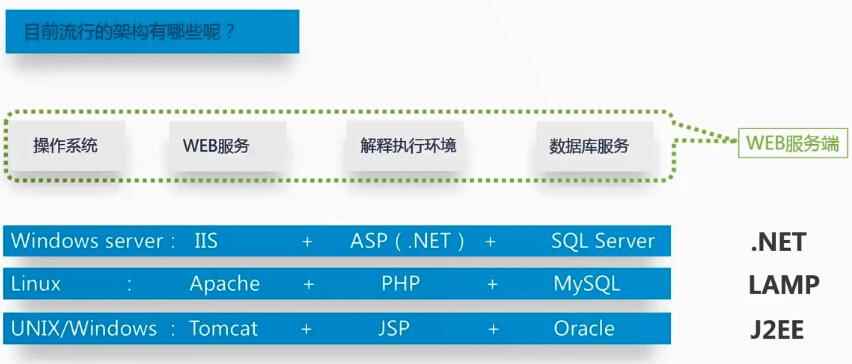 目前流行的架构有哪些呢？
操作系统 WEB服务 解释执行环境 数据库服务 WEB服务端
Windows server： IIS + ASP（.NET） + SQL Server .NET
Linux ： Apache + PHP + MySQL LAMP
UNIX/Windows ：Tomcat + JSP + Oracle J2EE